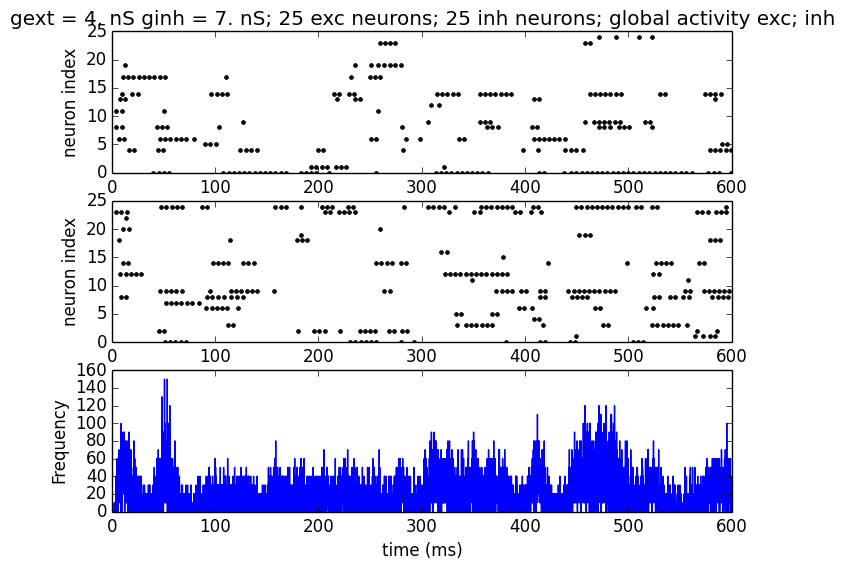 gext = 4. nS ginh = 7. nS; 25 exc neurons; 25 inh neurons; global activity exc; inh
25
20
15
10
5
0
neuron index
0 100 200 300 400 500 600
25
20
15
10
5
0
neuron index
0 100 200 300 400 500 600
160
140
120
100
80
60
40
20
0
Frequency
0 100 200 300 400 500 600
time (ms)